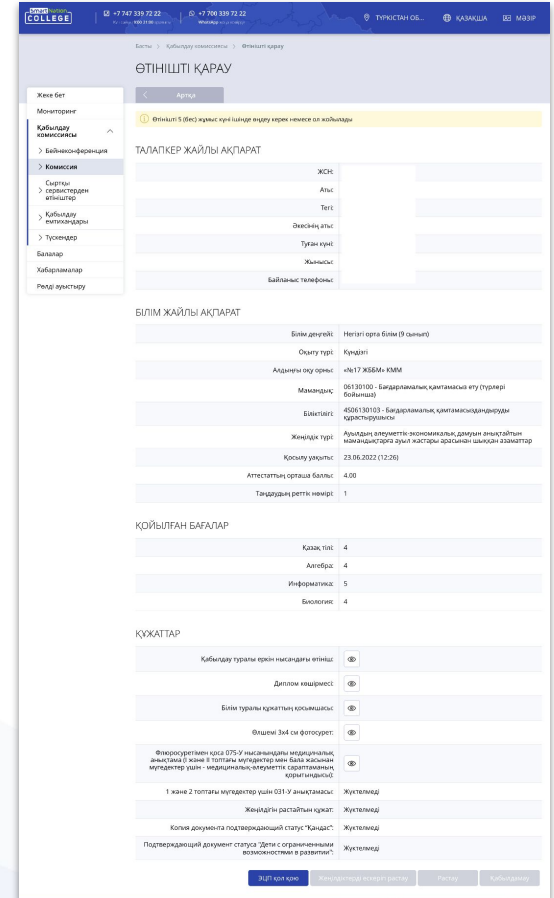 Smart Nation
COLLEGE
+7 747 339 72 22
+7 700 339 72 22
WhatsApp
ТҮРКІСТАН ОБ...
ҚАЗАҚША
МӘЗІР
Басты > Қабылдау комиссиясы > Өтінішті қарау
ӨТІНІШТІ ҚАРАУ
Артқа
Өтінішті 5 (бес) жұмыс күні ішінде өңдеу керек немесе ол жойылады
Жеке бет
Мониторинг
Қабылдау
комиссиясы
Бейнеконференция
Комиссия
Сыртқы
сервистерден
өтініштер
Қабылдау
емтихандары
Түскендер
Балалар
Хабарламалар
Рөлді ауыстыру
ТАЛАПКЕР ЖАЙЛЫ АҚПАРАТ
ЖСН:
Аты:
Тегі:
Әкесінің аты:
Туған күні:
Жынысы:
Байланыс телефоны:
БІЛІМ ЖАЙЛЫ АҚПАРАТ
Білім деңгейі: Негізгі орта білім (9 сынып)
Оқыту түрі: Күндізгі
Алдыңғы оқу орны: «№17 ЖББМ» КММ
Мамандық: 06130100 - Бағдарламалық қамтамасыз ету (түрлері
бойынша)
Біліктілігі: 4S06130103 - Бағдарламалық қамтамасыздандыруды
құрастырушысы
Жеңілдік түрі: Ауылдың әлеуметтік-экономикалық дамуын анықтайтын
мамандықтарға ауыл жастары арасынан шыққан азаматтар
Қосылу уақыты: 23.06.2022 (12:26)
Аттестаттың орташа баллы: 4.00
Таңдаудың реттік нөмірі: 1
ҚОЙЫЛҒАН БАҒАЛАР
Қазақ тілі: 4
Алгебра: 4
Информатика: 5
Биология: 4
ҚҰЖАТТАР
Қабылдау туралы еркін нысандағы өтініш:
Диплом көшірмесі:
Білім туралы құжаттың қосымшасы:
Өлшемі 3х4 см фотосурет:
Флюросуретімен қоса 075-У нысанындағы медициналық
анықтама (І және ІІ топтағы мүгедектер мен бала жасынан
мүгедектер үшін - медициналық-әлеуметтік сараптаманың
қорытындысы):
1 және 2 топтағы мүгедектер үшін 031-У анықтамасы: Жүктелмеді
Жеңілдігін растайтын құжат: Жүктелмеді
Копия документа подтверждающий статус "Қандас": Жүктелмеді
Подтверждающий документ статуса "Дети с ограниченными
возможностями в развитии": Жүктелмеді
ЭЦП қол қою
Жеңілдіктерді ескеріп растау
Растау
Қабылдамау